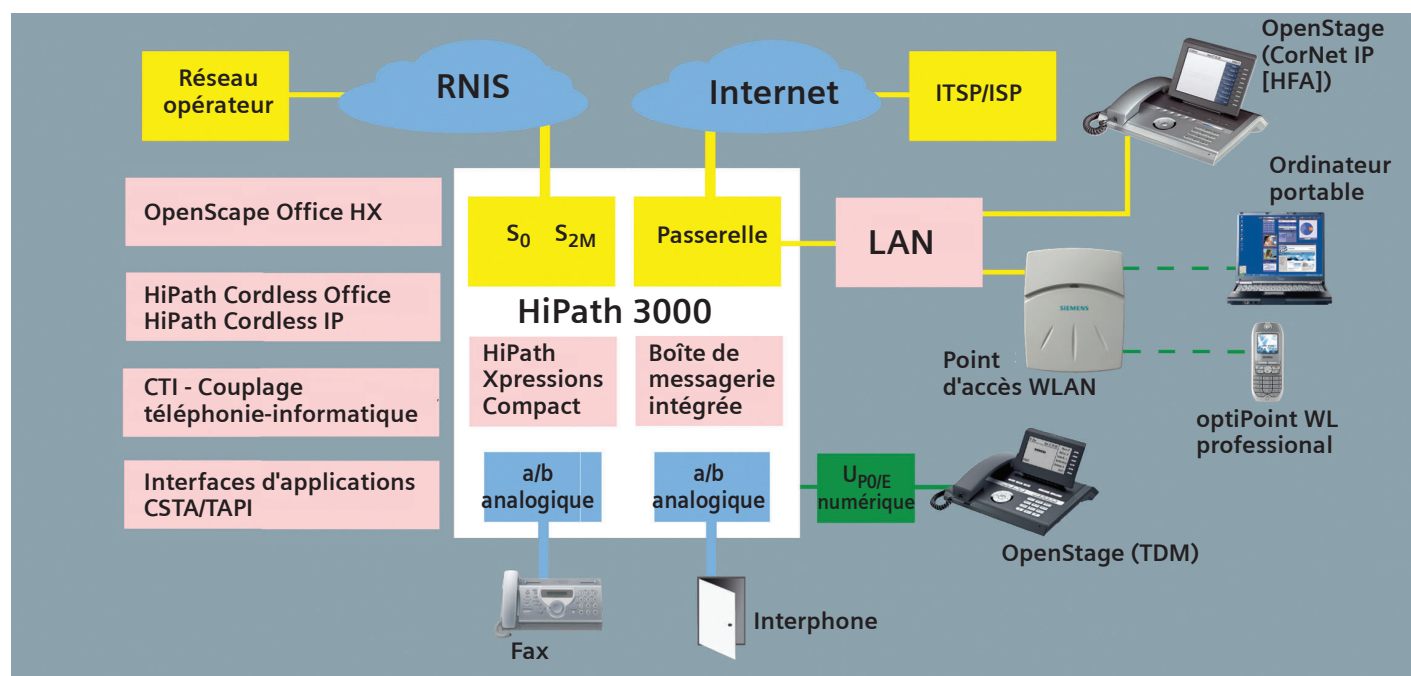 Réseau
opérateur
RNIS
Internet
ITSP/ISP
OpenStage
(CorNet IP
[HFA])
OpenScape Office HX
HiPath Cordless Office
HiPath Cordless IP
CTI - Couplage
téléphonie-informatique
Interfaces d'applications
CSTA/TAPI
S0 S2M
Passerelle
HiPath 3000
HiPath
Xpressions
Compact
Boîte de
messagerie
intégrée
a/b
analogique
a/b
analogique
LAN
Ordinateur
portable
SIEMENS
Point
d'accès WLAN
optiPoint WL
professional
UP0/E
numérique
OpenStage (TDM)
Fax
Interphone